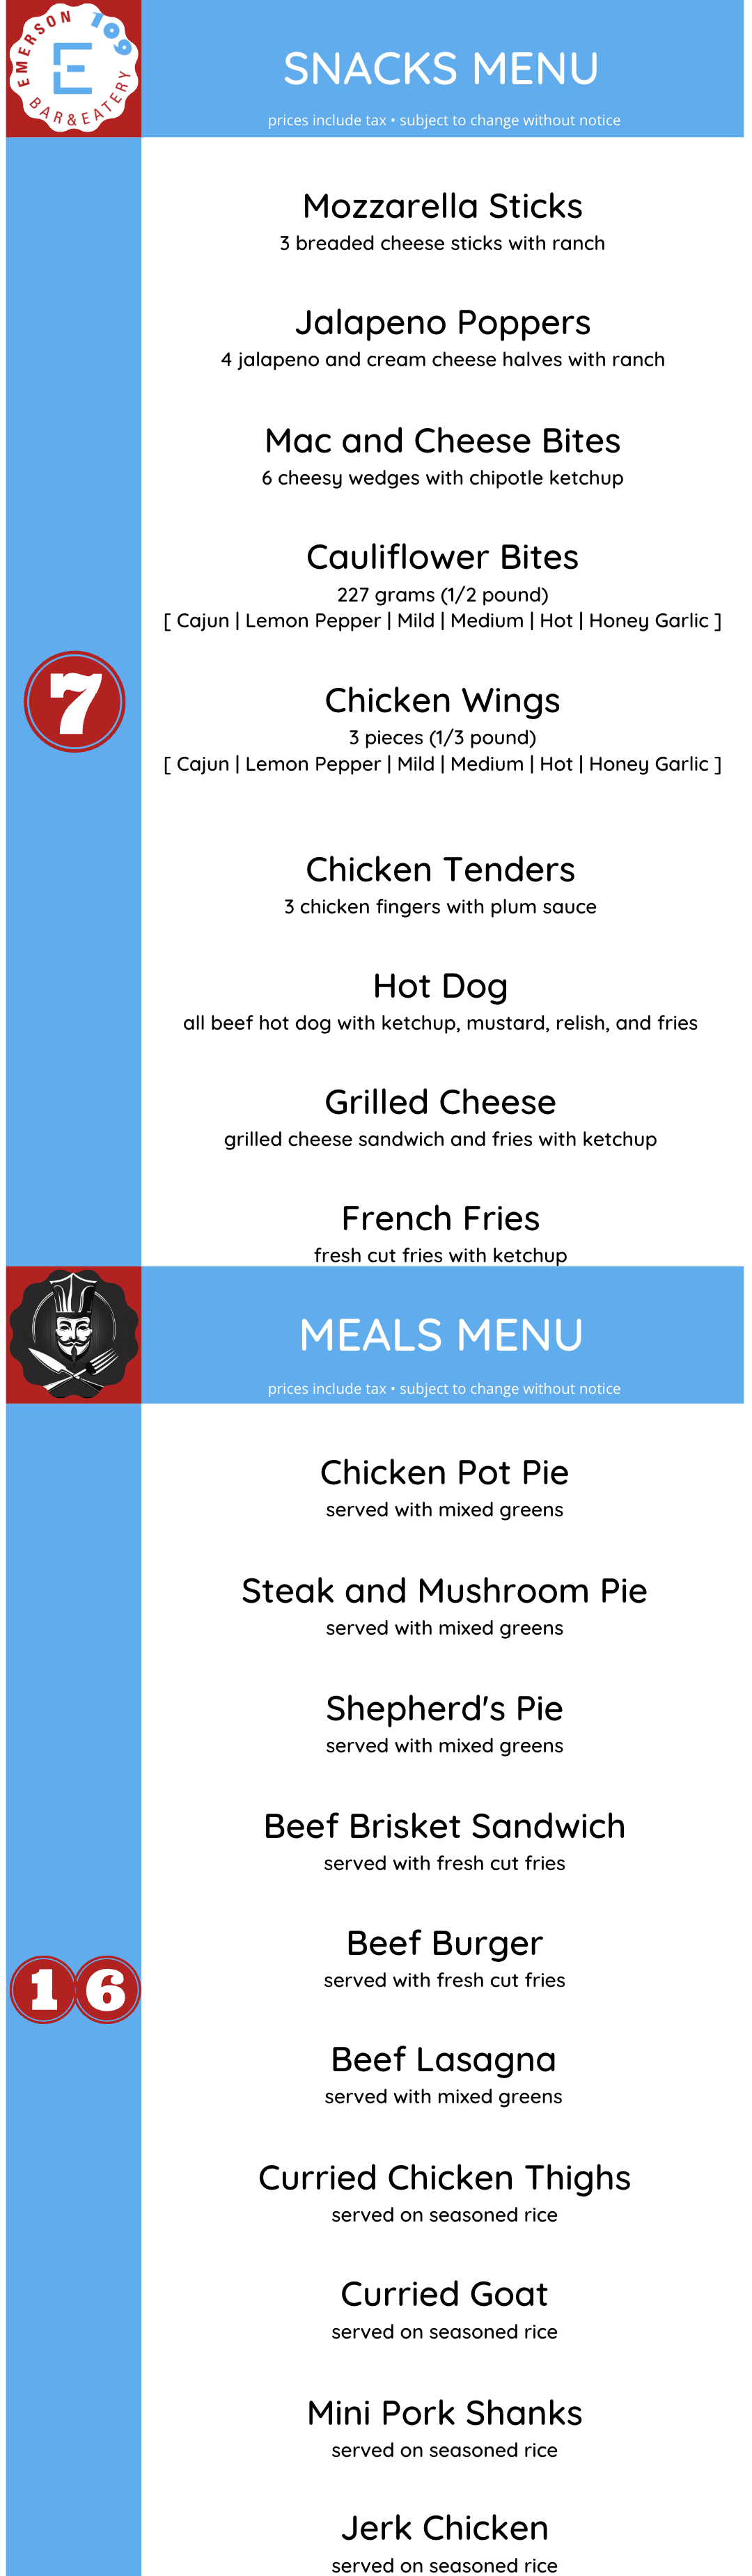 EMERSON 109
E
BAR&EATERY
SNACKS MENU
prices include tax • subject to change without notice
Mozzarella Sticks
3 breaded cheese sticks with ranch
Jalapeno Poppers
4 jalapeno and cream cheese halves with ranch
Mac and Cheese Bites
6 cheesy wedges with chipotle ketchup
Cauliflower Bites
227 grams (1/2 pound)
[ Cajun | Lemon Pepper | Mild | Medium | Hot | Honey Garlic ]
7
Chicken Wings
3 pieces (1/3 pound)
[ Cajun | Lemon Pepper | Mild | Medium | Hot | Honey Garlic ]
Chicken Tenders
3 chicken fingers with plum sauce
Hot Dog
all beef hot dog with ketchup, mustard, relish, and fries
Grilled Cheese
grilled cheese sandwich and fries with ketchup
French Fries
fresh cut fries with ketchup
MEALS MENU
prices include tax • subject to change without notice
Chicken Pot Pie
served with mixed greens
Steak and Mushroom Pie
served with mixed greens
Shepherd's Pie
served with mixed greens
Beef Brisket Sandwich
served with fresh cut fries
Beef Burger
served with fresh cut fries
16
Beef Lasagna
served with mixed greens
Curried Chicken Thighs
served on seasoned rice
Curried Goat
served on seasoned rice
Mini Pork Shanks
served on seasoned rice
Jerk Chicken
served on seasoned rice